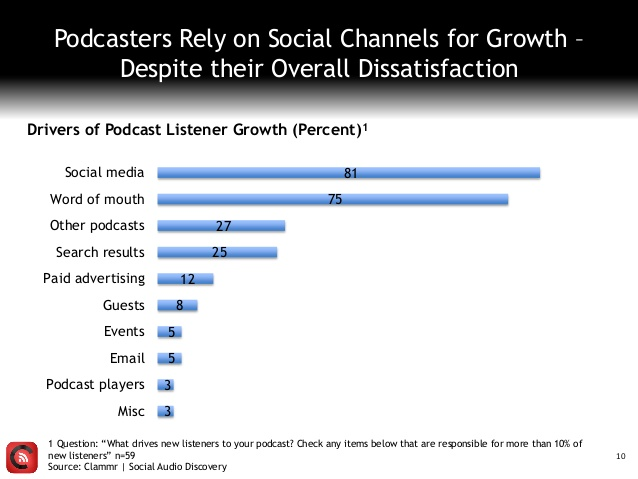 Podcasters Rely on Social Channels for Growth –
Despite their Overall Dissatisfaction
Drivers of Podcast Listener Growth (Percent)¹
Social media 81
Word of mouth 75
Other podcasts 27
Search results 25
Paid advertising 12
Guests 8
Events 5
Email 5
Podcast players 3
Misc 3
1 Question: “What drives new listeners to your podcast? Check any items below that are responsible for more than 10% of
new listeners” n=59
Source: Clammr | Social Audio Discovery
10